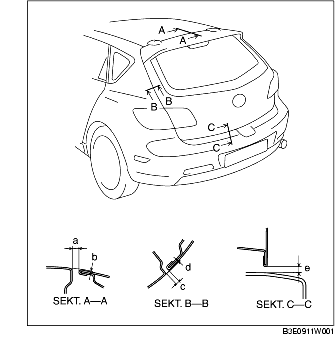 A
A
B
B
C
C
a
b
d
c
e
SEKT. A—A
SEKT. B—B
SEKT. C—C
B3E0911W001